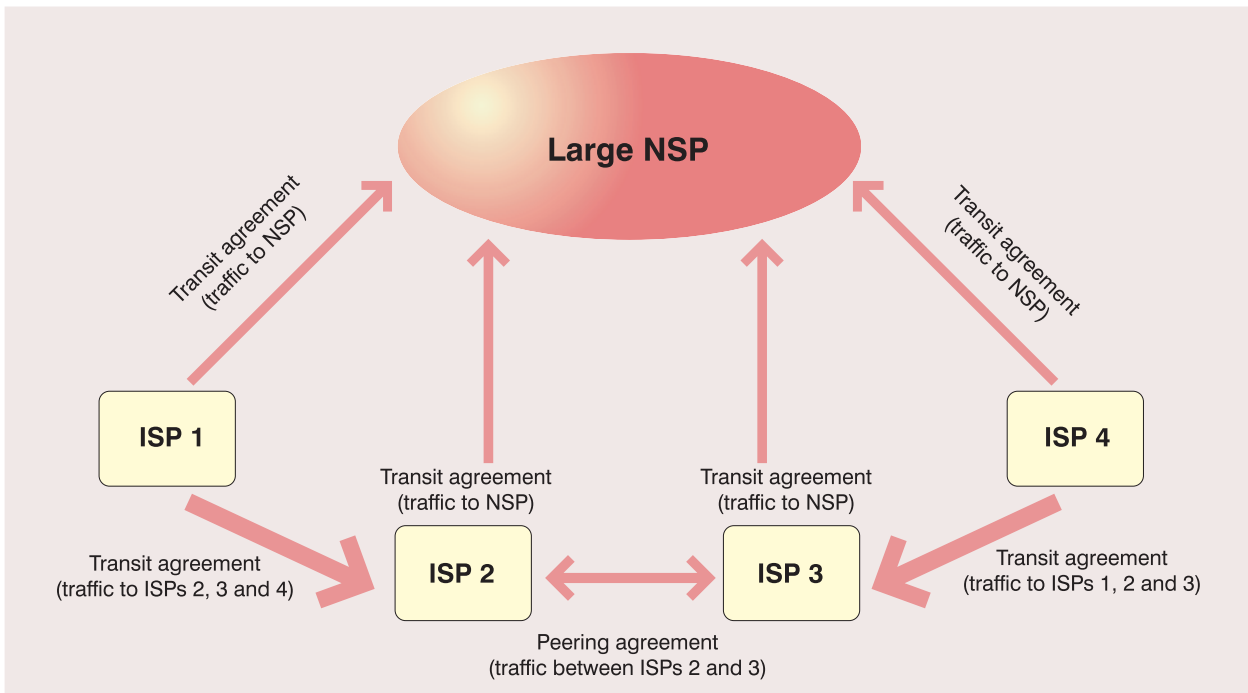 Large NSP
Transit agreement
(traffic to NSP)
Transit agreement
(traffic to NSP)
ISP 1
ISP 4
Transit agreement
(traffic to NSP)
Transit agreement
(traffic to NSP)
Transit agreement
(traffic to ISPs 2, 3 and 4)
ISP 2
ISP 3
Transit agreement
(traffic to ISPs 1, 2 and 3)
Peering agreement
(traffic between ISPs 2 and 3)